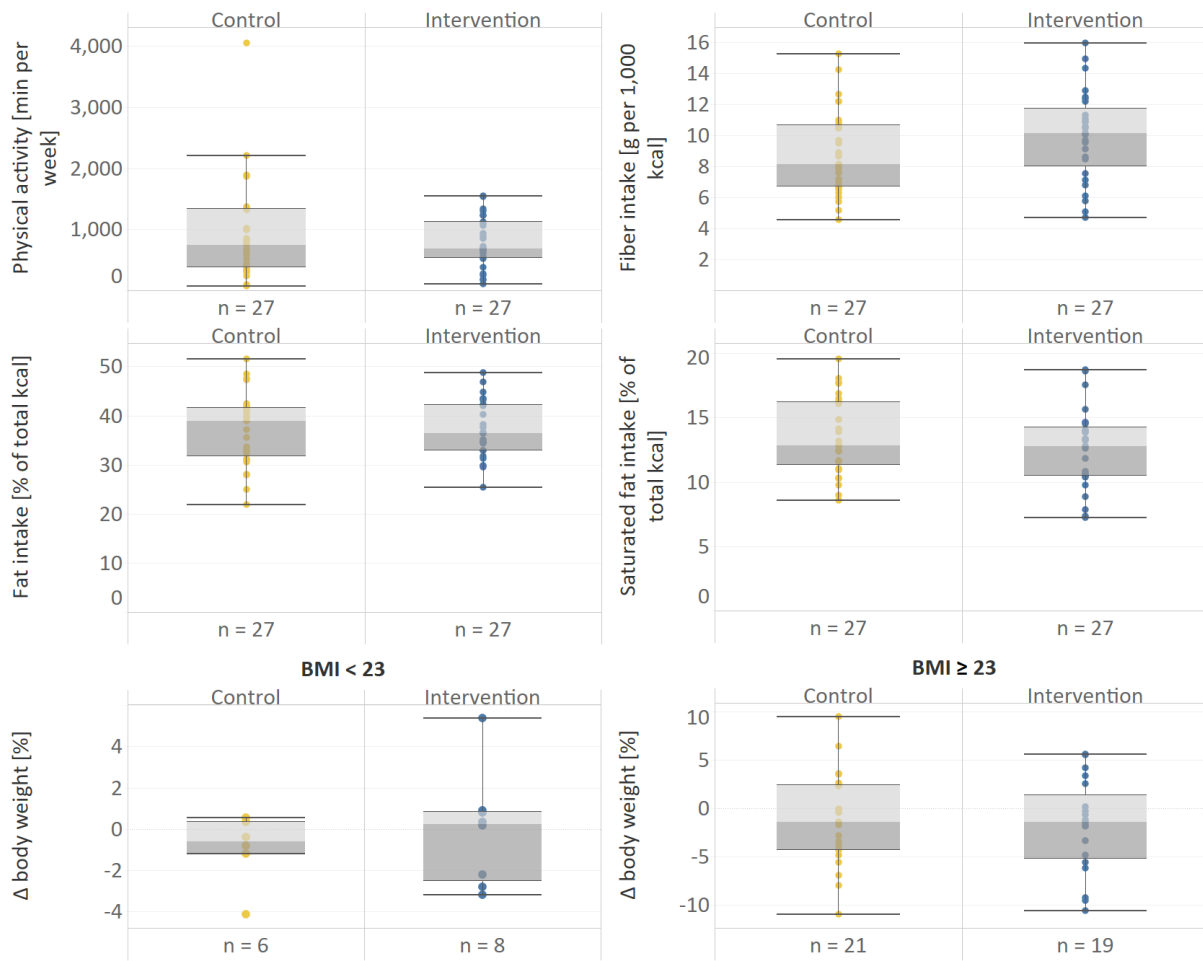 Control
Intervention
Physical activity [min per
week]
4,000
3,000
2,000
1,000
0
n = 27
n = 27
Control
Intervention
Fiber intake [g per 1,000
kcal]
16
14
12
10
8
6
4
2
n = 27
n = 27
Control
Intervention
Fat intake [% of total kcal]
50
40
30
20
10
0
n = 27
n = 27
Control
Intervention
Saturated fat intake [% of
total kcal]
20
15
10
5
0
n = 27
n = 27
BMI < 23
Control
Intervention
Δ body weight [%]
4
2
0
-2
-4
n = 6
n = 8
BMI ≥ 23
Control
Intervention
Δ body weight [%]
10
5
0
-5
-10
n = 21
n = 19